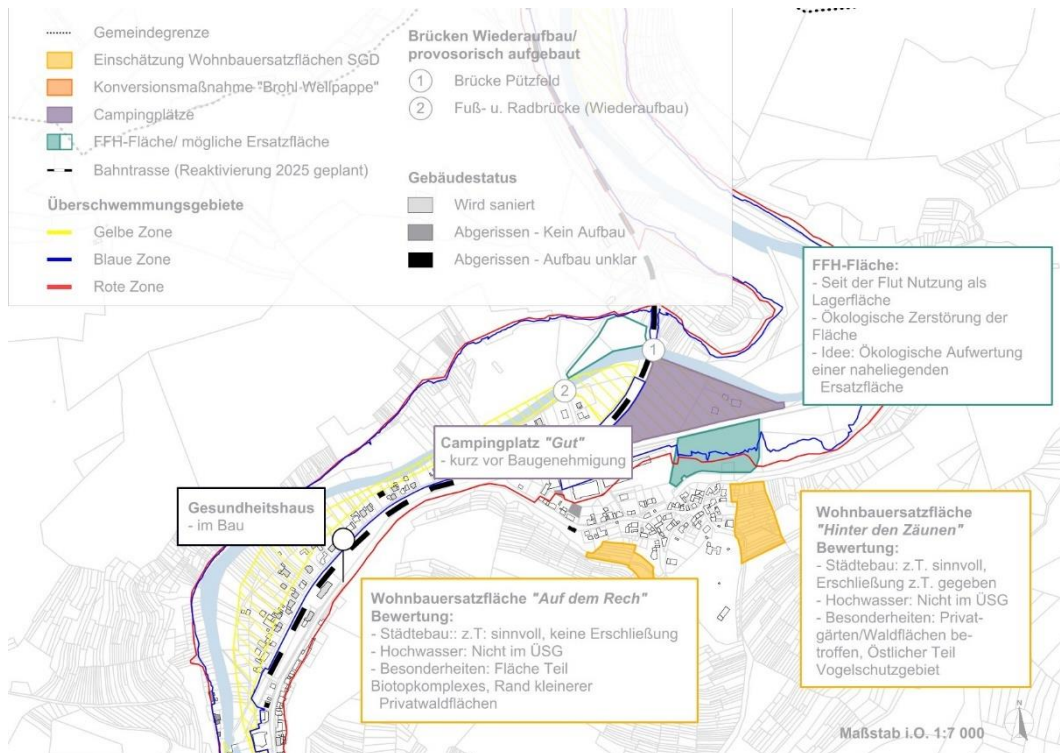 Gemeindegrenze
Einschätzung Wohnbauersatzflächen SGD
Konversionsmaßnahme "Brohl Wellpappe"
Campingplätze
FFH-Fläche/ mögliche Ersatzfläche
Bahntrasse (Reaktivierung 2025 geplant)
Überschwemmungsgebiete
Gelbe Zone
Blaue Zone
Rote Zone
Brücken Wiederaufbau/
provosorisch aufgebaut
1 Brücke Pützfeld
2 Fuß- u. Radbrücke (Wiederaufbau)
Gebäudestatus
Wird saniert
Abgerissen - Kein Aufbau
Abgerissen - Aufbau unklar
FFH-Fläche:
- Seit der Flut Nutzung als
Lagerfläche
- Ökologische Zerstörung der
Fläche
- Idee: Ökologische Aufwertung
einer naheliegenden
Ersatzfläche
1
2
Campingplatz "Gut"
- kurz vor Baugenehmigung
Gesundheitshaus
- im Bau
Wohnbauersatzfläche "Auf dem Rech"
Bewertung:
- Städtebau:: z.T: sinnvoll, keine Erschließung
- Hochwasser: Nicht im ÜSG
- Besonderheiten: Fläche Teil
Biotopkomplexes, Rand kleinerer
Privatwaldflächen
Wohnbauersatzfläche
"Hinter den Zäunen"
Bewertung:
- Städtebau: z.T. sinnvoll,
Erschließung z.T. gegeben
- Hochwasser: Nicht im ÜSG
- Besonderheiten: Privat-
gärten/Waldflächen be-
troffen, Östlicher Teil
Vogelschutzgebiet
Maßstab i.O. 1:7 000
N